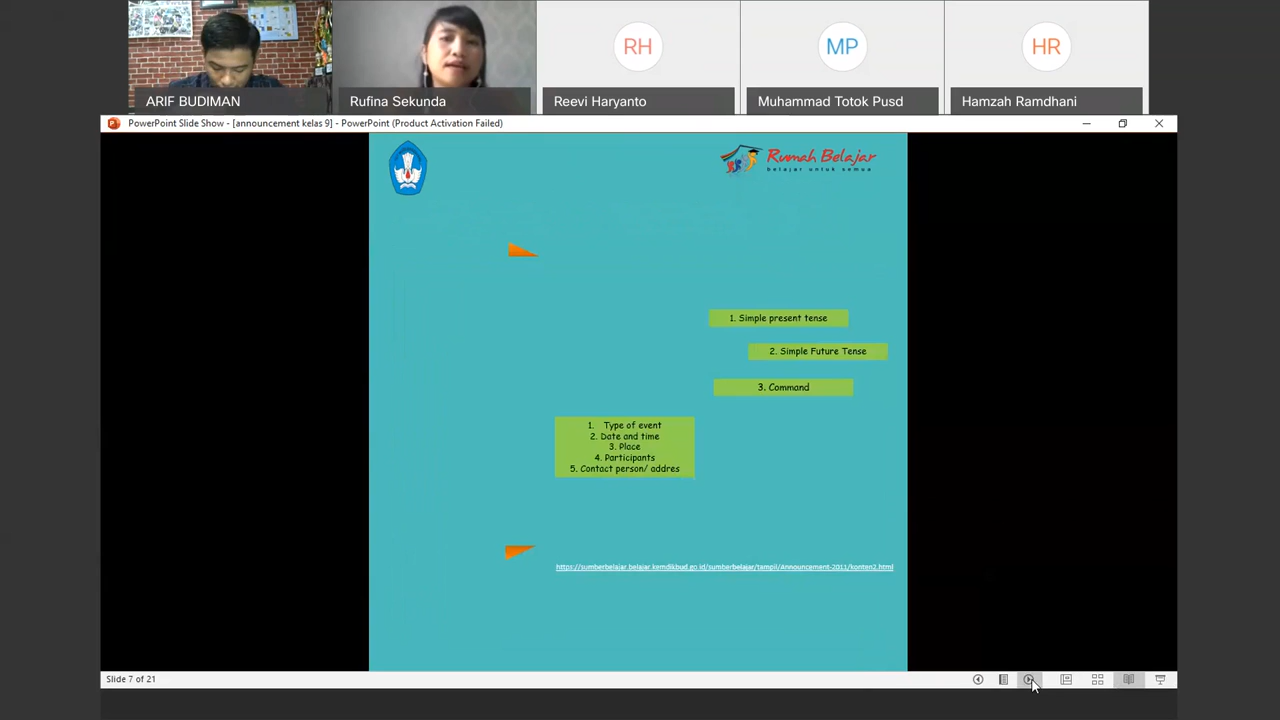 RH
MP
HR
ARIF BUDIMAN
Rufina Sekunda
Reevi Haryanto
Muhammad Totok Pusd
Hamzah Ramdhani
PowerPoint Slide Show - [announcement kelas 9] - PowerPoint (Product Activation Failed)
Rumah Belajar
belajar untuk semua
1. Simple present tense
2. Simple Future Tense
3. Command
1. Type of event
2. Date and time
3. Place
4. Participants
5. Contact person/ addres
https://sumberbelajar.belajar.kemdikbud.go.id/sumberbelajar/tampil/Announcement-2011/konten2.html
Slide 7 of 21